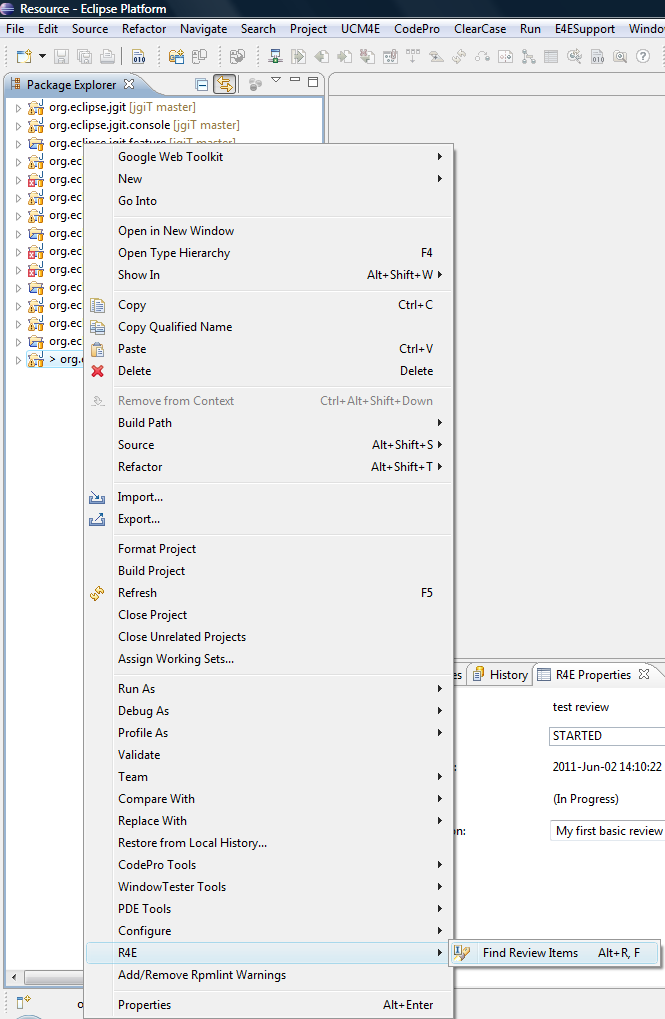 Resource - Eclipse Platform
File Edit Source Refactor Navigate Search Project UCM4E CodePro ClearCase Run E4ESupport Window
Package Explorer
org.eclipse.jgit [jgiT master]
org.eclipse.jgit.console [jgiT master]
org.eclipse.jgit.feature [jgiT master]
org.ec
org.ec
org.ec
org.ec
org.ec
org.ec
org.ec
org.ec
org.ec
org.ec
org.ec
> org.e
Google Web Toolkit
New
Go Into
Open in New Window
Open Type Hierarchy F4
Show In Alt+Shift+W
Copy Ctrl+C
Copy Qualified Name
Paste Ctrl+V
Delete Delete
Remove from Context Ctrl+Alt+Shift+Down
Build Path
Source Alt+Shift+S
Refactor Alt+Shift+T
Import...
Export...
Format Project
Build Project
Refresh F5
Close Project
Close Unrelated Projects
Assign Working Sets...
Run As
Debug As
Profile As
Validate
Team
Compare With
Replace With
Restore from Local History...
CodePro Tools
WindowTester Tools
PDE Tools
Configure
R4E
Add/Remove Rpmlint Warnings
Properties Alt+Enter
Find Review Items Alt+R, F
es History R4E Properties
test review
STARTED
: 2011-Jun-02 14:10:22
(In Progress)
on: My first basic review